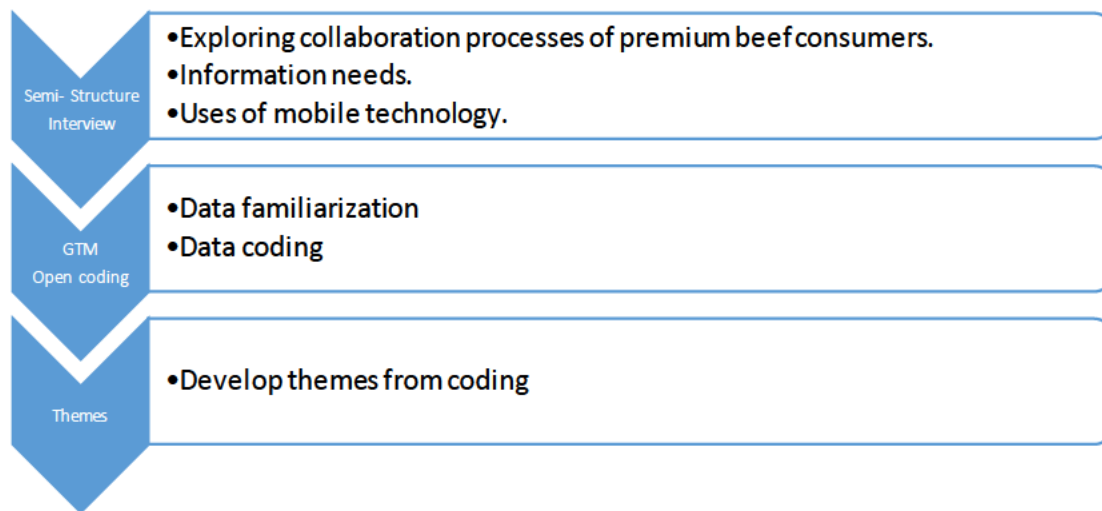 Semi- Structure
Interview
•Exploring collaboration processes of premium beef consumers.
•Information needs.
•Uses of mobile technology.
GTM
Open coding
•Data familiarization
•Data coding
Themes
•Develop themes from coding